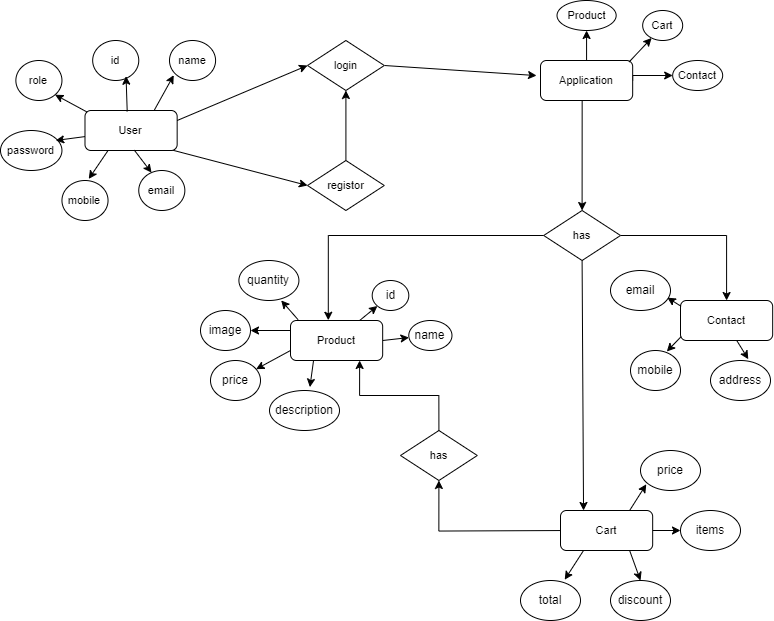 Product
Cart
id
name
login
role
Application
Contact
User
password
registor
email
mobile
has
quantity
id
email
image
Product
name
Contact
price
mobile
address
description
has
price
Cart
items
total
discount